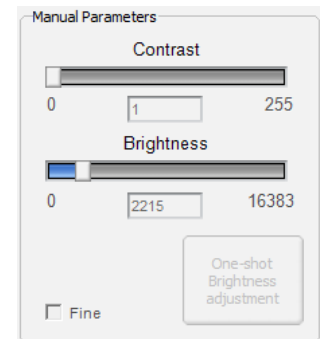 Manual Parameters
Contrast
0 1 255
Brightness
0 2215 16383
One-shot
Brightness
adjustment
Fine